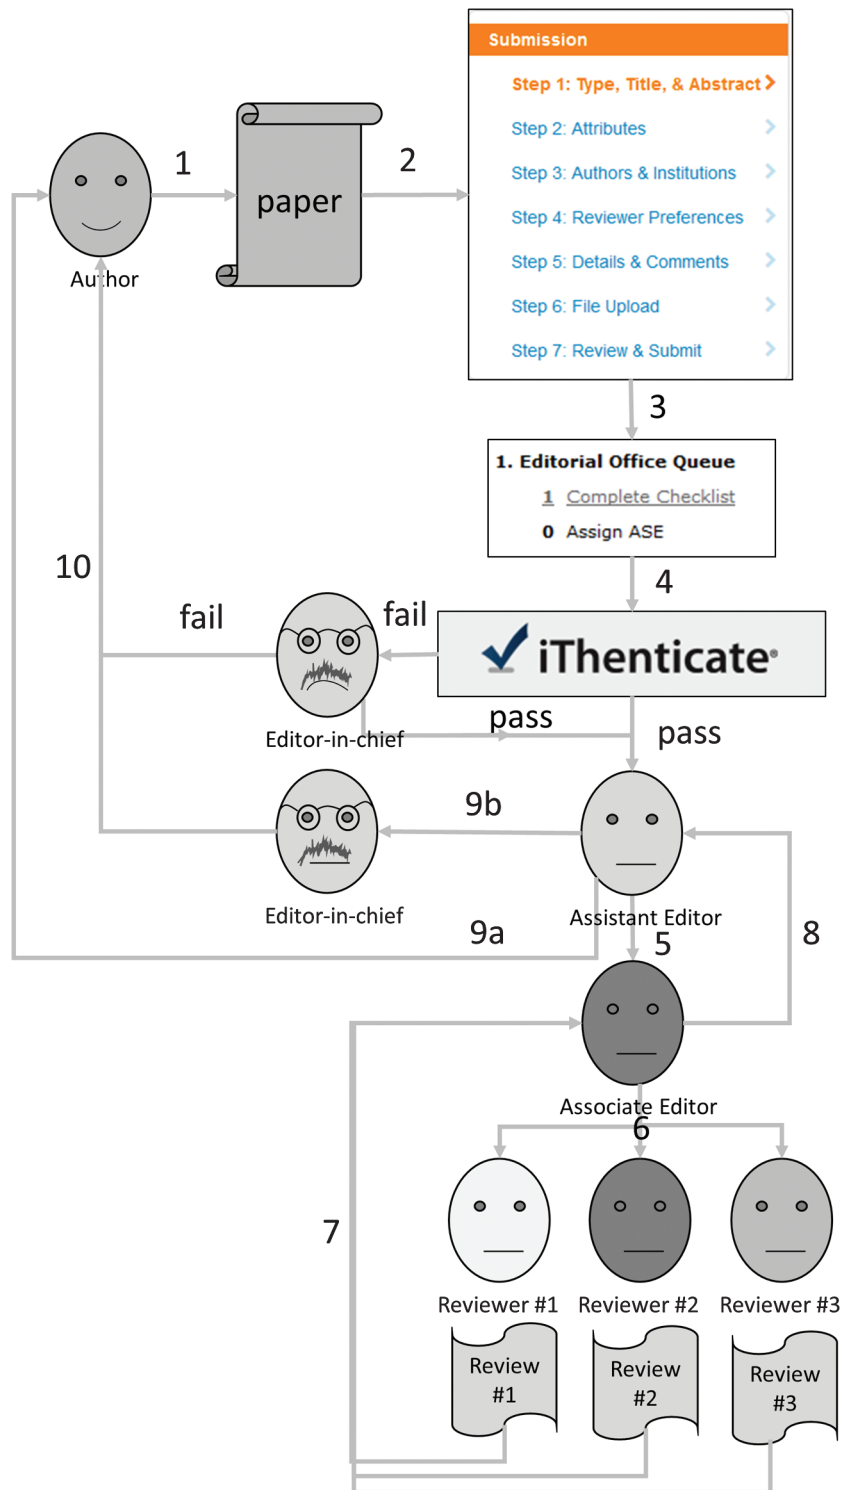 Submission
Step 1: Type, Title, & Abstract
Step 2: Attributes
Step 3: Authors & Institutions
Step 4: Reviewer Preferences
Step 5: Details & Comments
Step 6: File Upload
Step 7: Review & Submit
1
paper
2
Author
3
1. Editorial Office Queue
1 Complete Checklist
0 Assign ASE
10
4
fail
fail
iThenticate®
Editor-in-chief
pass
pass
9b
Editor-in-chief
Assistant Editor
9a
5
8
Associate Editor
6
7
Reviewer #1
Reviewer #2
Reviewer #3
Review
#1
Review
#2
Review
#3